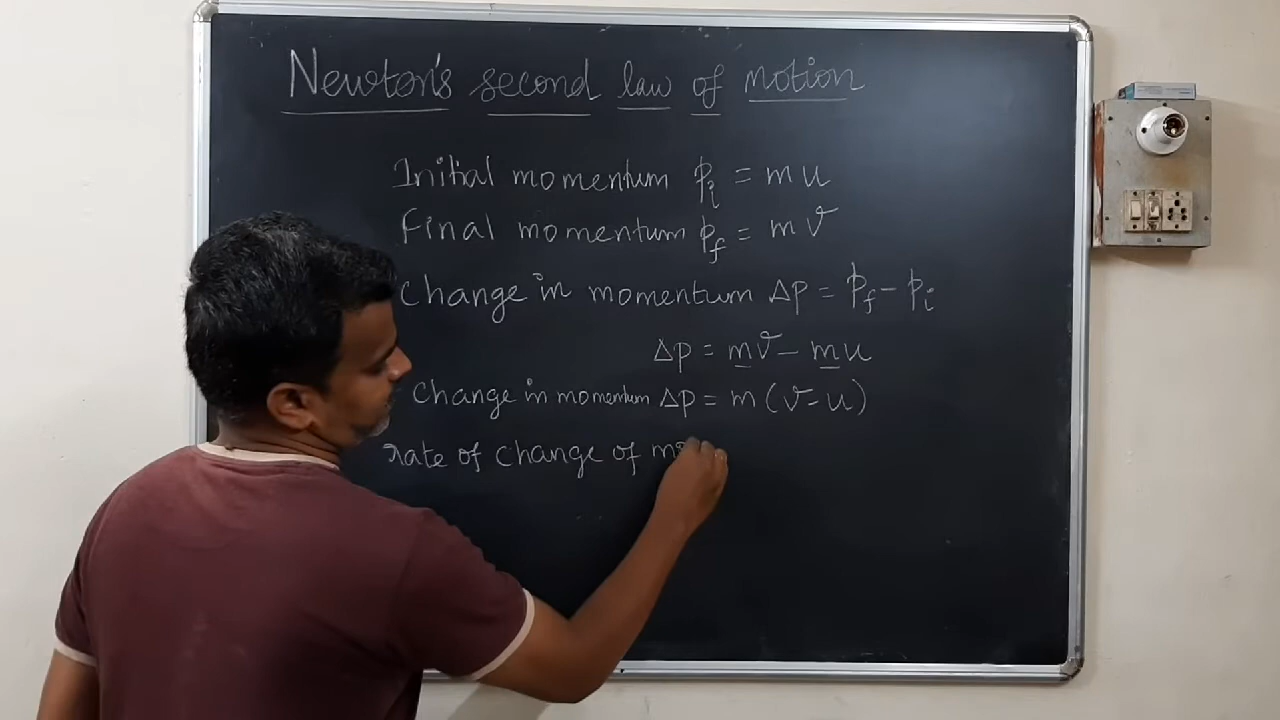 Newton's second law of motion
Initial momentum pᵢ = mu
Final momentum p_f = mv
Change in momentum Δp = p_f − pᵢ
Δp = mv − mu
Change in momentum Δp = m(v−u)
rate of change of